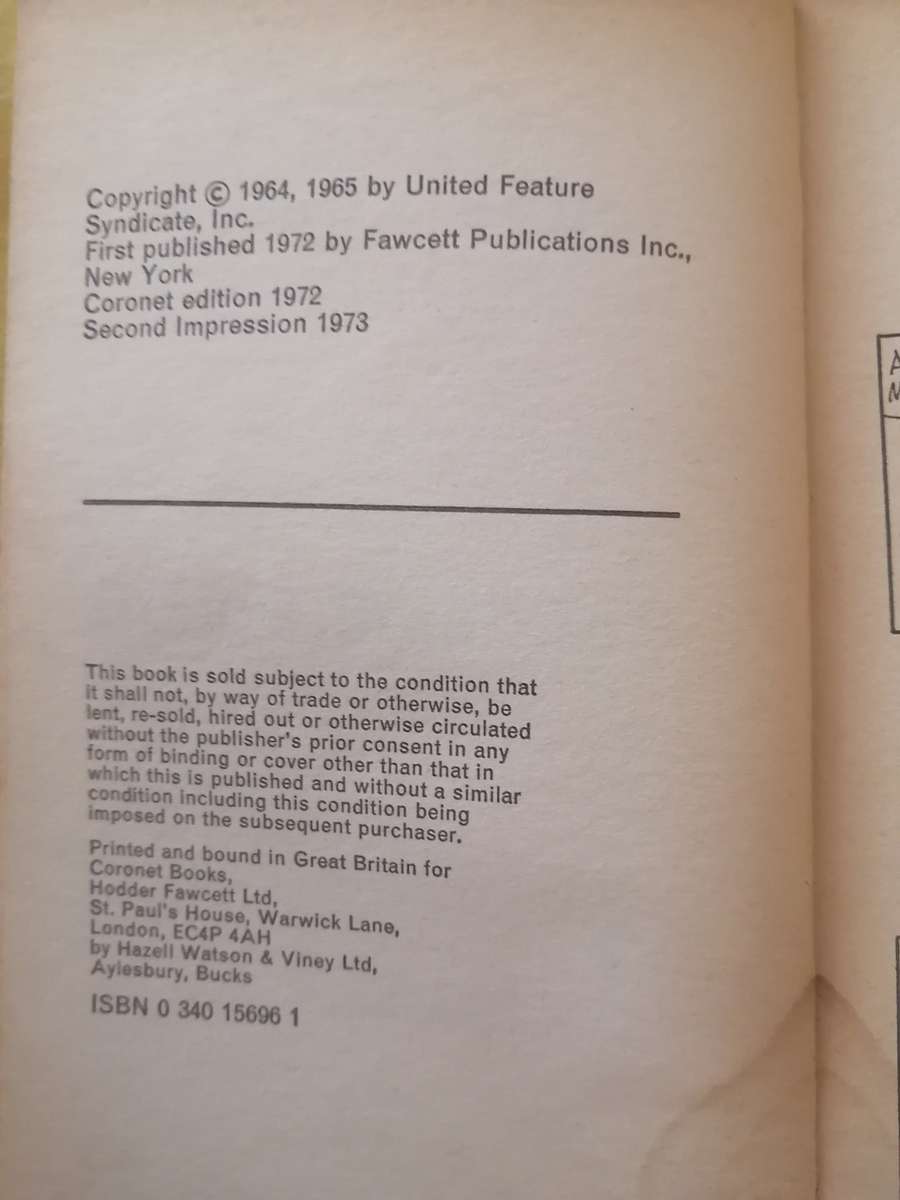 Copyright © 1964, 1965 by United Feature
Syndicate, Inc.
First published 1972 by Fawcett Publications Inc.,
New York
Coronet edition 1972
Second Impression 1973
This book is sold subject to the condition that
it shall not, by way of trade or otherwise, be
lent, re-sold, hired out or otherwise circulated
without the publisher's prior consent in any
form of binding or cover other than that in
which this is published and without a similar
condition including this condition being
imposed on the subsequent purchaser.
Printed and bound in Great Britain for
Coronet Books,
Hodder Fawcett Ltd,
St. Paul's House, Warwick Lane,
London, EC4P 4AH
by Hazell Watson & Viney Ltd,
Aylesbury, Bucks
ISBN 0 340 15696 1